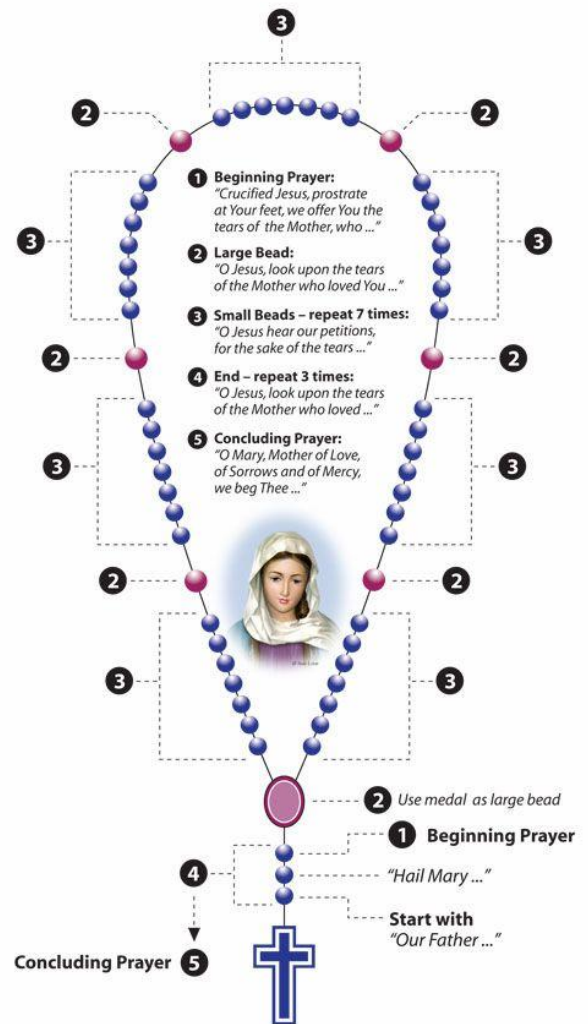 3
2
2
3
3
1 Beginning Prayer:
“Crucified Jesus, prostrate
at Your feet, we offer You the
tears of the Mother, who ...”
2 Large Bead:
“O Jesus, look upon the tears
of the Mother who loved You ...”
3 Small Beads – repeat 7 times:
“O Jesus hear our petitions,
for the sake of the tears ...”
4 End – repeat 3 times:
“O Jesus, look upon the tears
of the Mother who loved ...”
5 Concluding Prayer:
“O Mary, Mother of Love,
of Sorrows and of Mercy,
we beg Thee ...”
2
2
3
3
2
2
3
3
2 Use medal as large bead
1 Beginning Prayer
4
“Hail Mary ...”
Start with
“Our Father ...”
Concluding Prayer 5